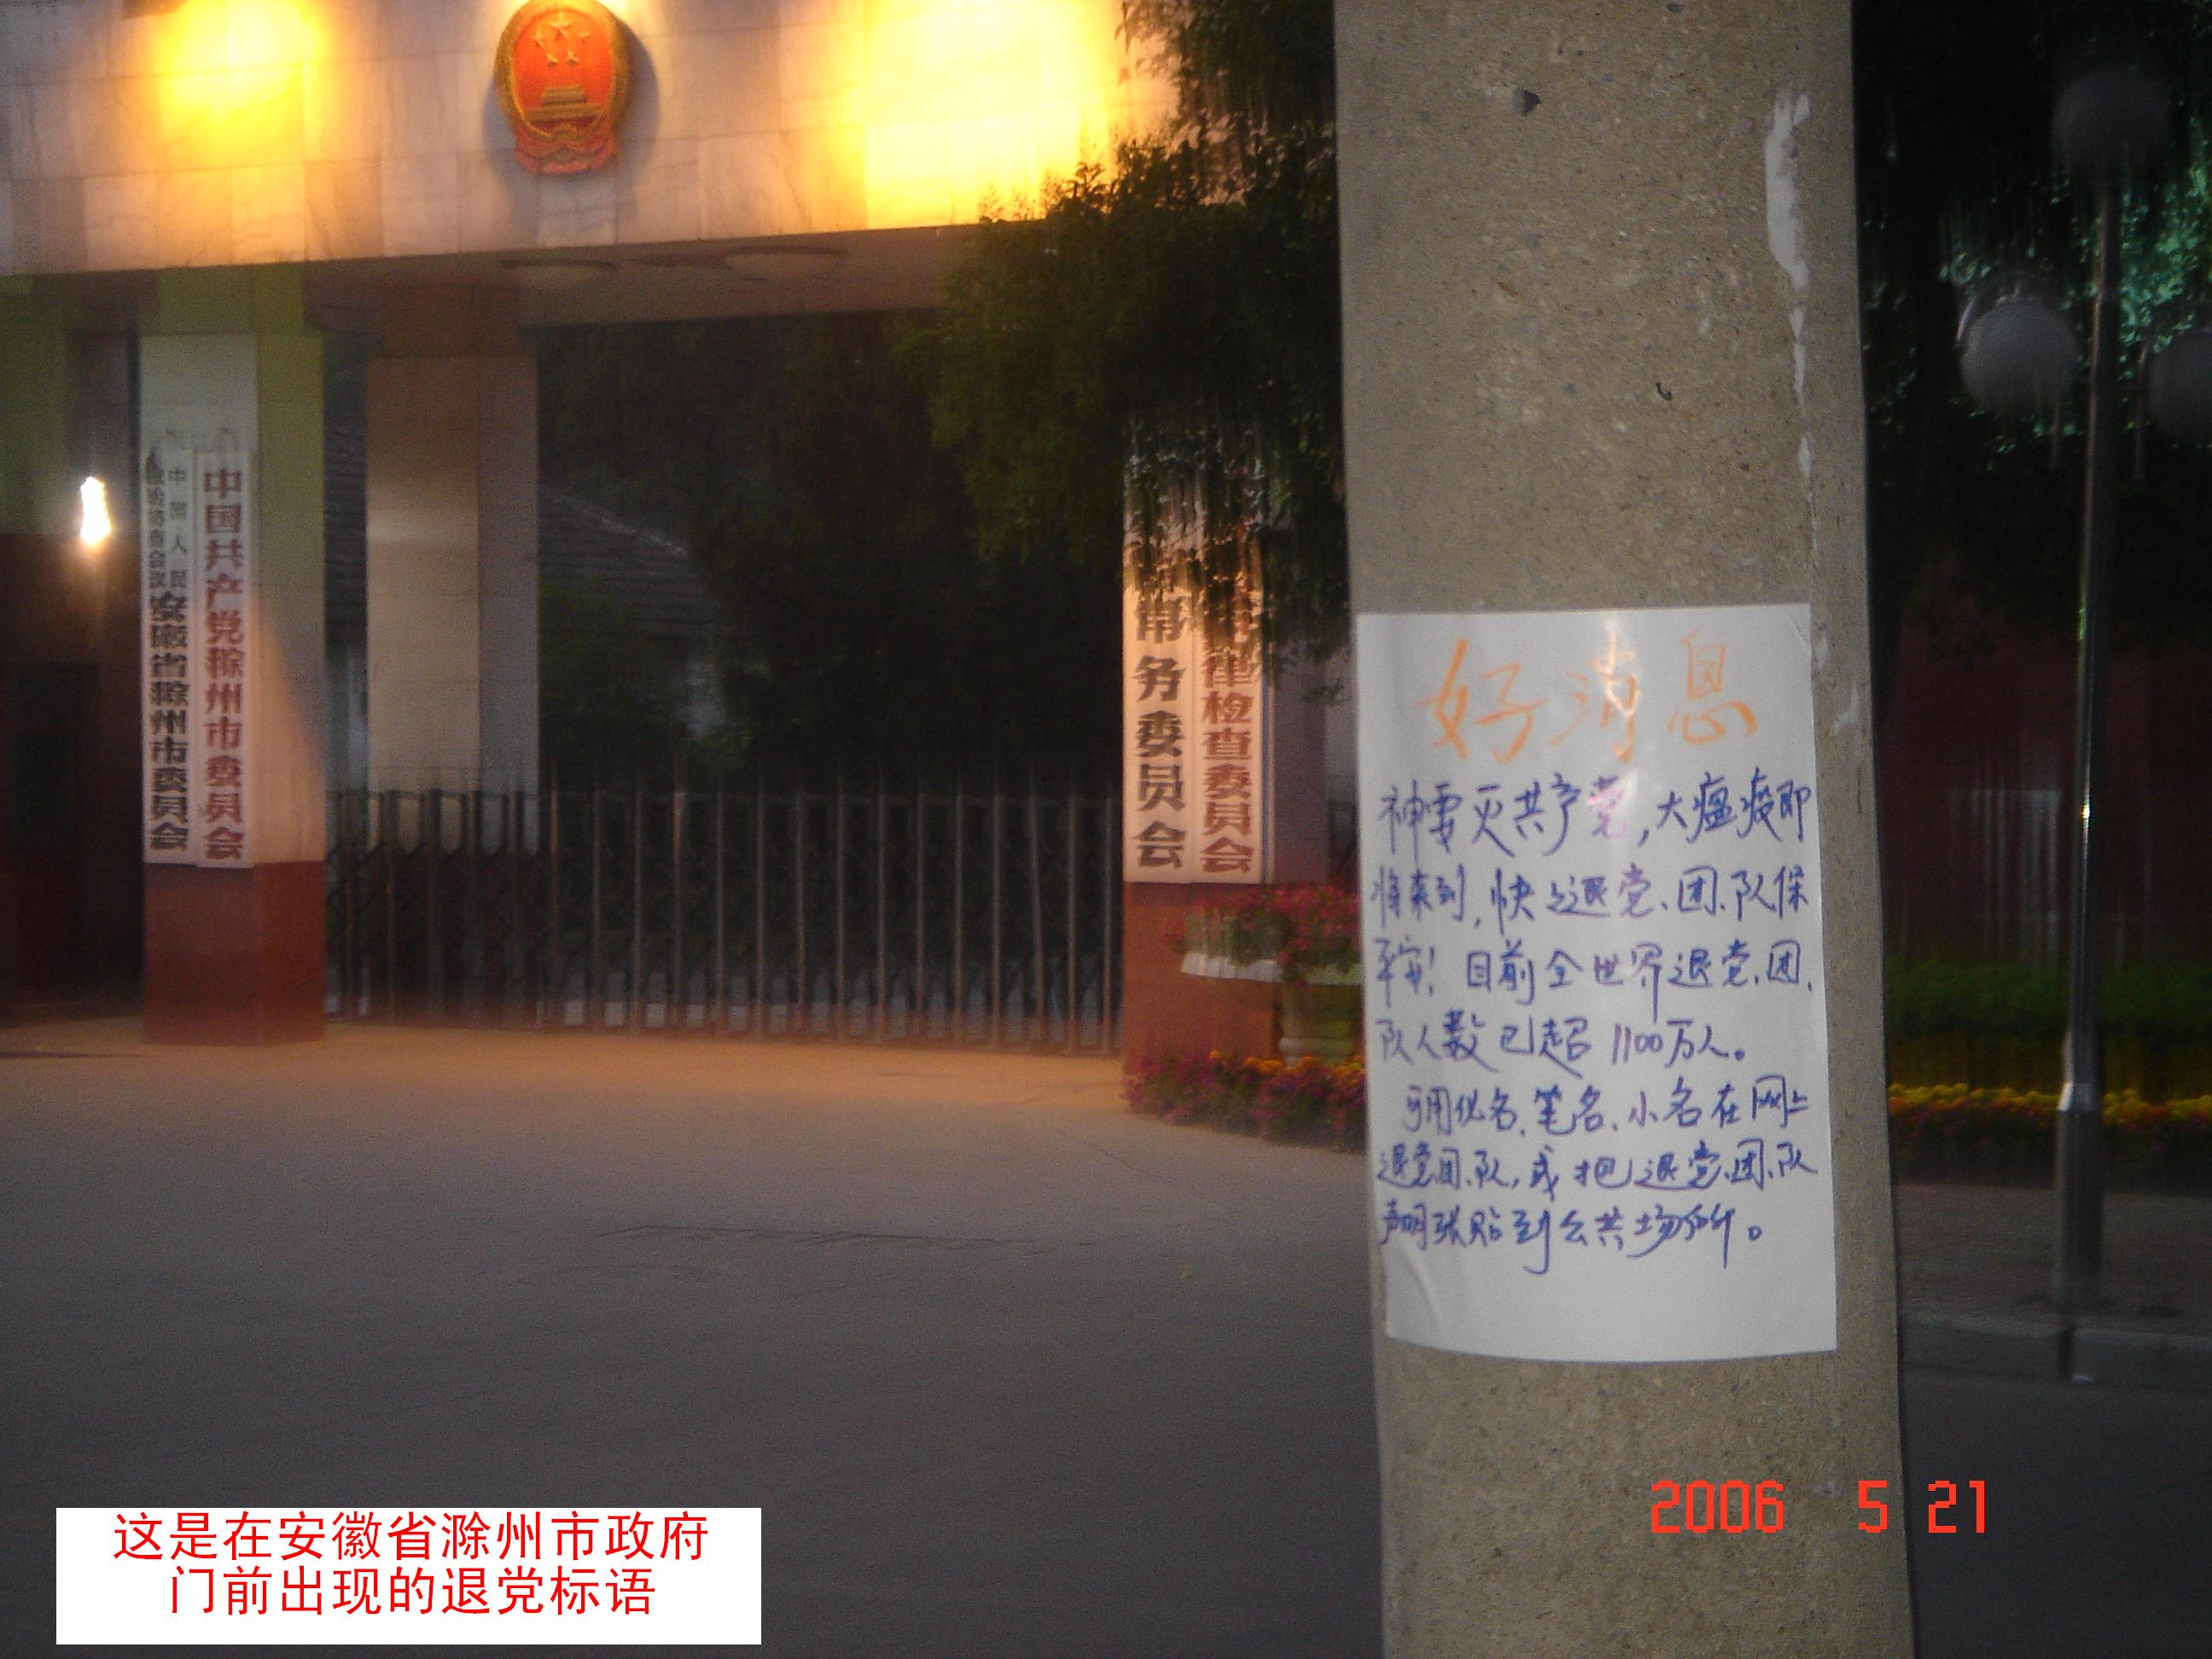 中国共产党滁州市委员会
中国人民
安徽省滁州市委员会
常务委员会
律检查委员会
好消息
神要灭共产党,大瘟疫即
将来到,快快退党、团、队保
平安!目前全世界退党、团、
队人数已超1100万人。
可用化名、笔名、小名在网上
退党团、队,或把退党、团、队
声明张贴到公共场所。
2006 5 21
这是在安徽省滁州市政府
门前出现的退党标语